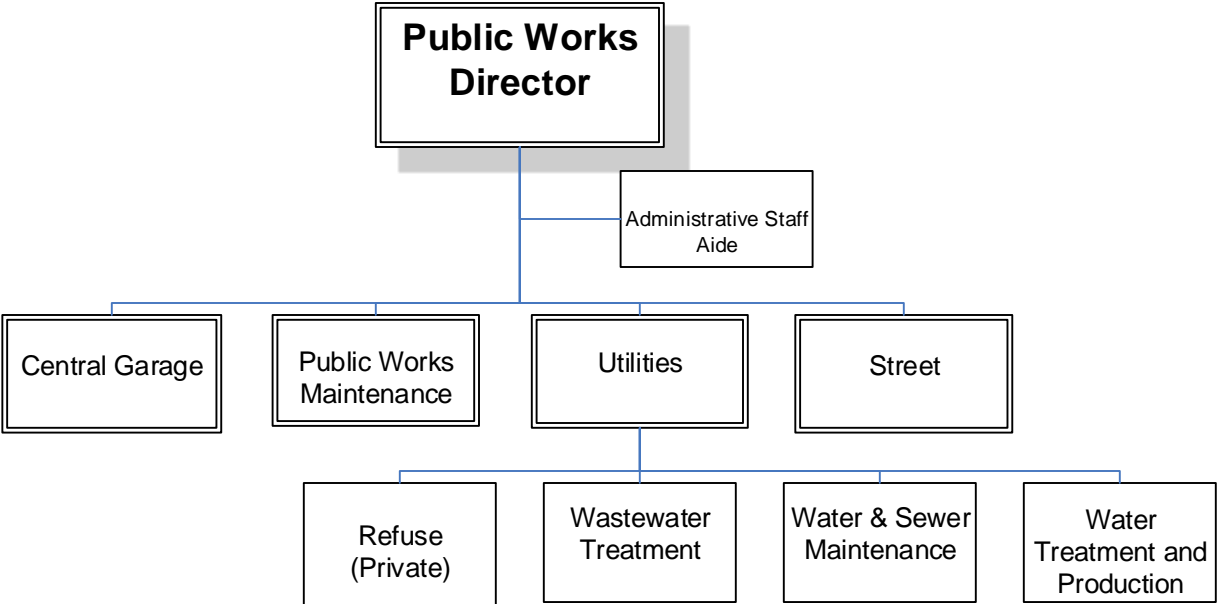 Public Works
Director
Administrative Staff
Aide
Central Garage
Public Works
Maintenance
Utilities
Street
Refuse
(Private)
Wastewater
Treatment
Water & Sewer
Maintenance
Water
Treatment and
Production